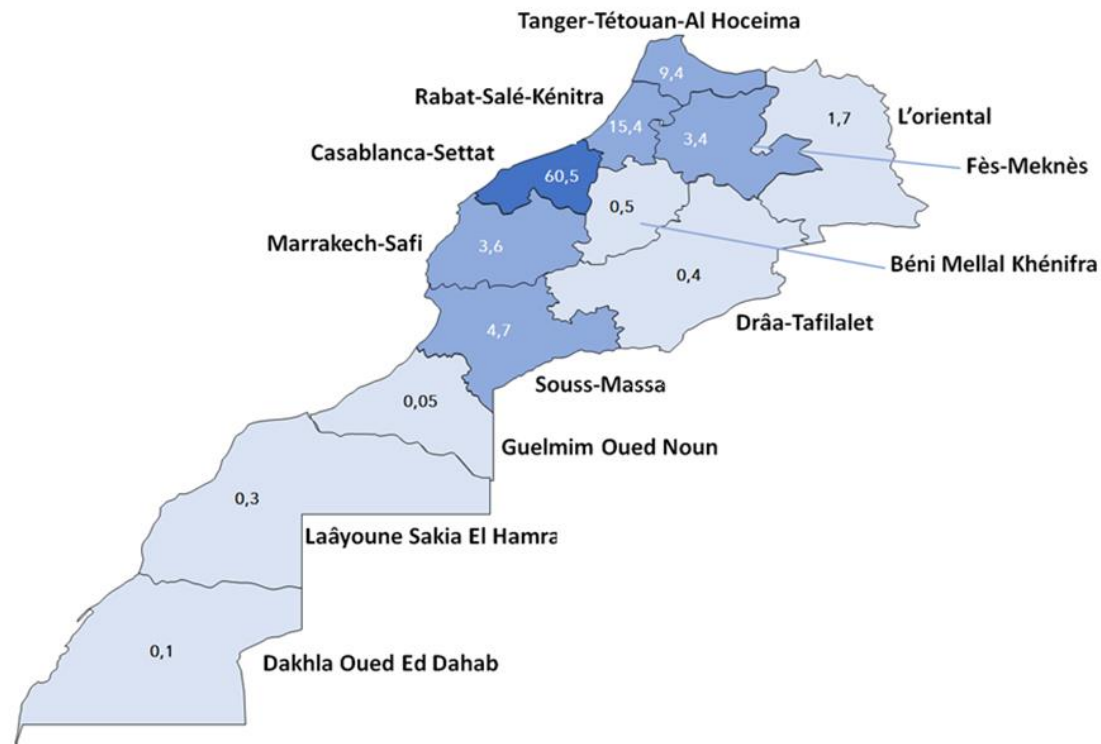 Tanger-Tétouan-Al Hoceima
9,4
Rabat-Salé-Kénitra
15,4
3,4
1,7
L'oriental
Fès-Meknès
Casablanca-Settat
60,5
0,5
Marrakech-Safi
3,6
Béni Mellal Khénifra
0,4
Drâa-Tafilalet
4,7
Souss-Massa
0,05
Guelmim Oued Noun
0,3
Laâyoune Sakia El Hamra
0,1
Dakhla Oued Ed Dahab